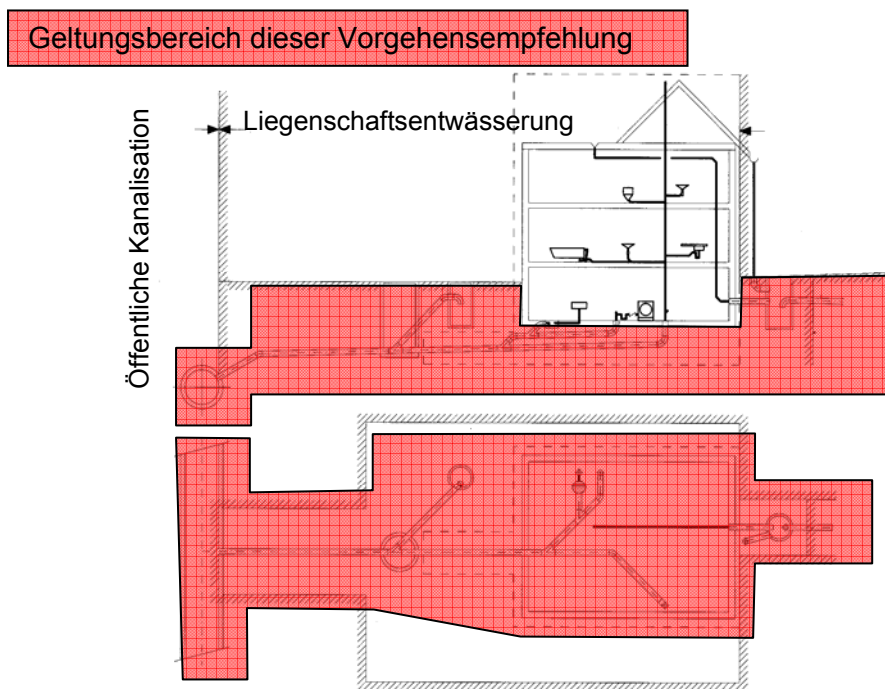 Geltungsbereich dieser Vorgehensempfehlung
Liegenschaftsentwässerung
Öffentliche Kanalisation